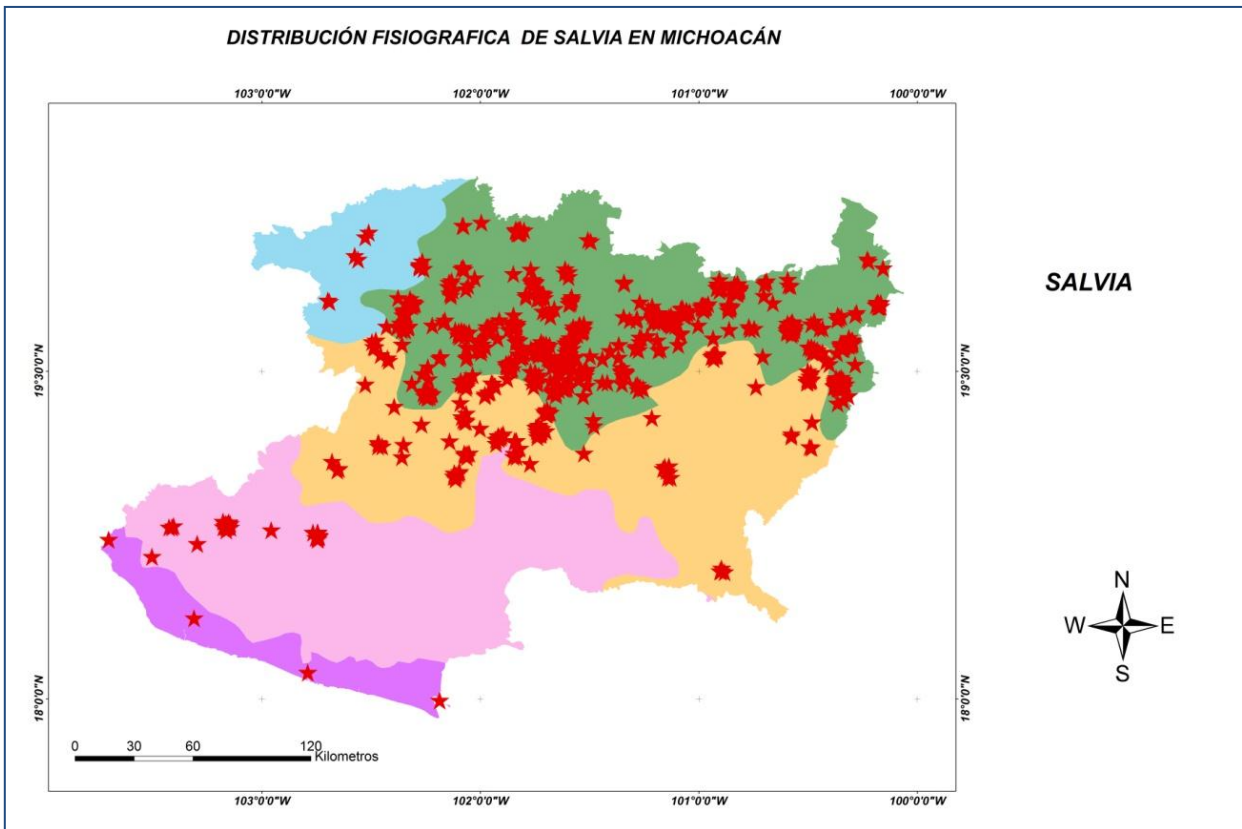 DISTRIBUCIÓN FISIOGRAFICA DE SALVIA EN MICHOACÁN
103°0'0"W 102°0'0"W 101°0'0"W 100°0'0"W
SALVIA
19°30'0"N 19°30'0"N
N
W E
S
18°0'0"N 18°0'0"N
0 30 60 120
Kilometros
103°0'0"W 102°0'0"W 101°0'0"W 100°0'0"W